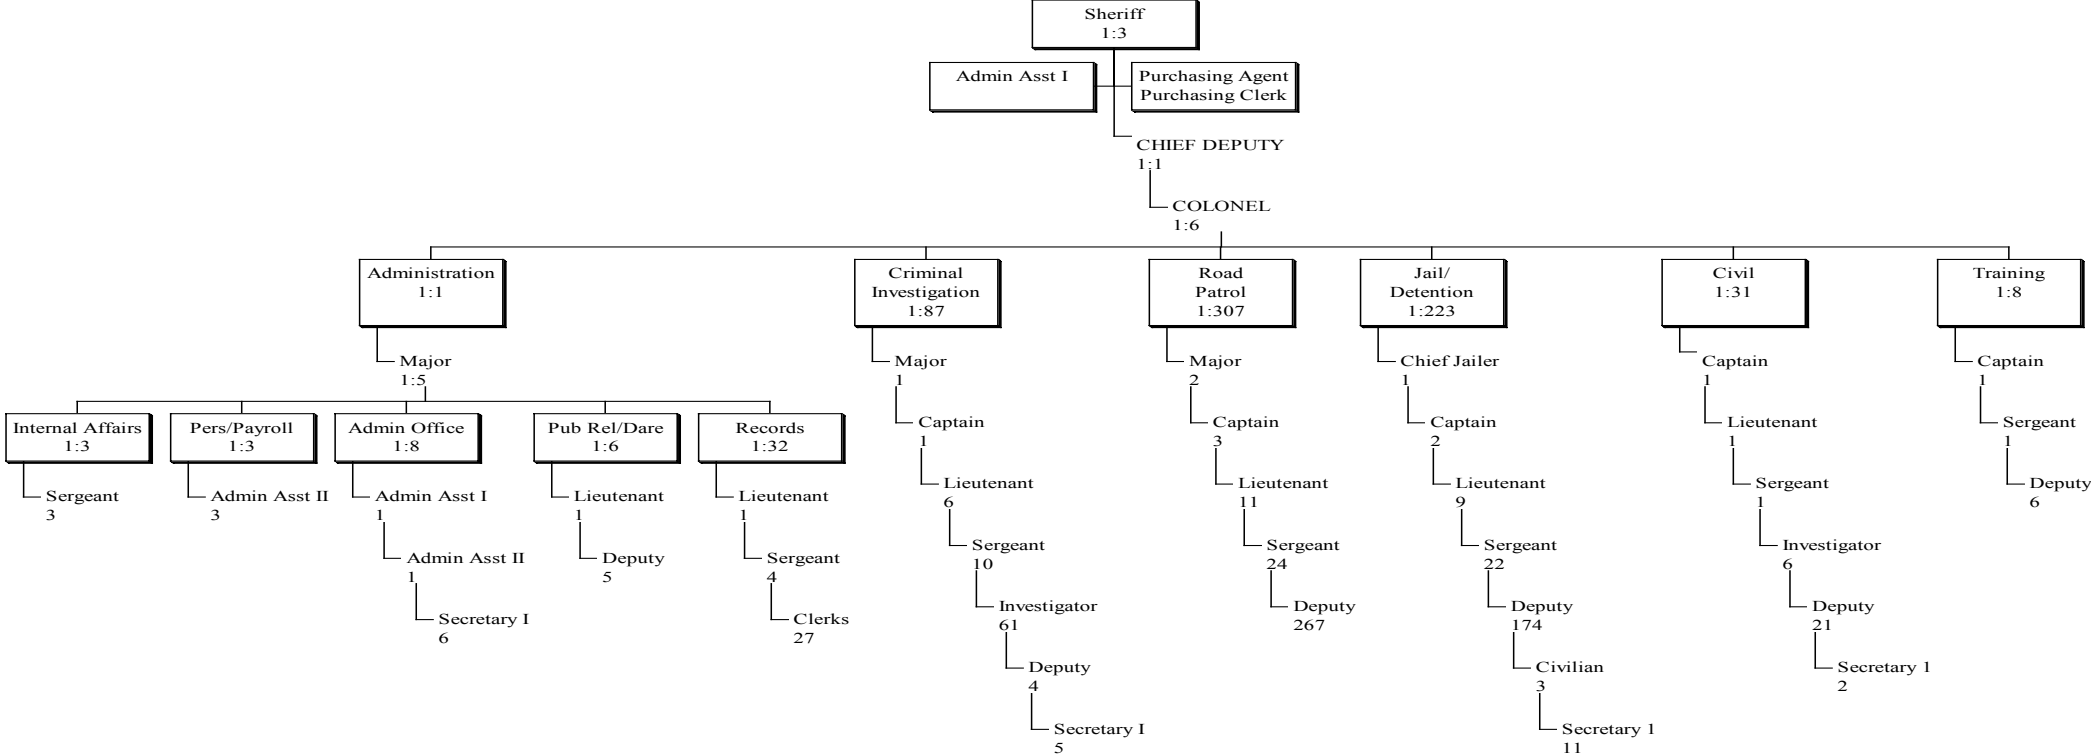 Sheriff
1:3
Admin Asst I
Purchasing Agent
Purchasing Clerk
CHIEF DEPUTY
1:1
COLONEL
1:6
Administration
1:1
Major
1:5
Internal Affairs
1:3
Sergeant
3
Pers/Payroll
1:3
Admin Asst II
3
Admin Office
1:8
Admin Asst I
1
Admin Asst II
1
Secretary I
6
Pub Rel/Dare
1:6
Lieutenant
1
Deputy
5
Records
1:32
Lieutenant
1
Sergeant
4
Clerks
27
Criminal
Investigation
1:87
Major
1
Captain
1
Lieutenant
6
Sergeant
10
Investigator
61
Deputy
4
Secretary I
5
Road
Patrol
1:307
Major
2
Captain
3
Lieutenant
11
Sergeant
24
Deputy
267
Jail/
Detention
1:223
Chief Jailer
1
Captain
2
Lieutenant
9
Sergeant
22
Deputy
174
Civilian
3
Secretary 1
11
Civil
1:31
Captain
1
Lieutenant
1
Sergeant
1
Investigator
6
Deputy
21
Secretary 1
2
Training
1:8
Captain
1
Sergeant
1
Deputy
6